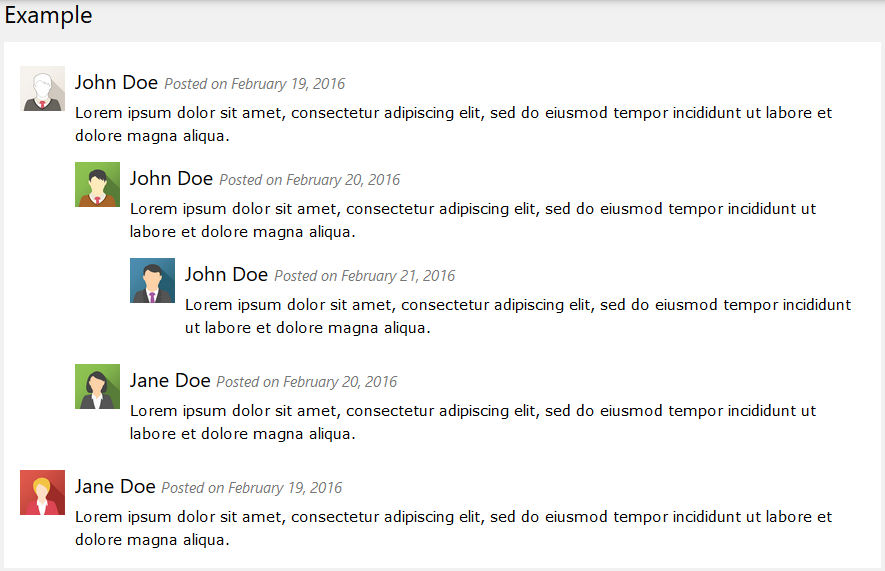 Example
John Doe Posted on February 19, 2016
Lorem ipsum dolor sit amet, consectetur adipiscing elit, sed do eiusmod tempor incididunt ut labore et
dolore magna aliqua.
John Doe Posted on February 20, 2016
Lorem ipsum dolor sit amet, consectetur adipiscing elit, sed do eiusmod tempor incididunt ut
labore et dolore magna aliqua.
John Doe Posted on February 21, 2016
Lorem ipsum dolor sit amet, consectetur adipiscing elit, sed do eiusmod tempor incididunt
ut labore et dolore magna aliqua.
Jane Doe Posted on February 20, 2016
Lorem ipsum dolor sit amet, consectetur adipiscing elit, sed do eiusmod tempor incididunt ut
labore et dolore magna aliqua.
Jane Doe Posted on February 19, 2016
Lorem ipsum dolor sit amet, consectetur adipiscing elit, sed do eiusmod tempor incididunt ut labore et
dolore magna aliqua.